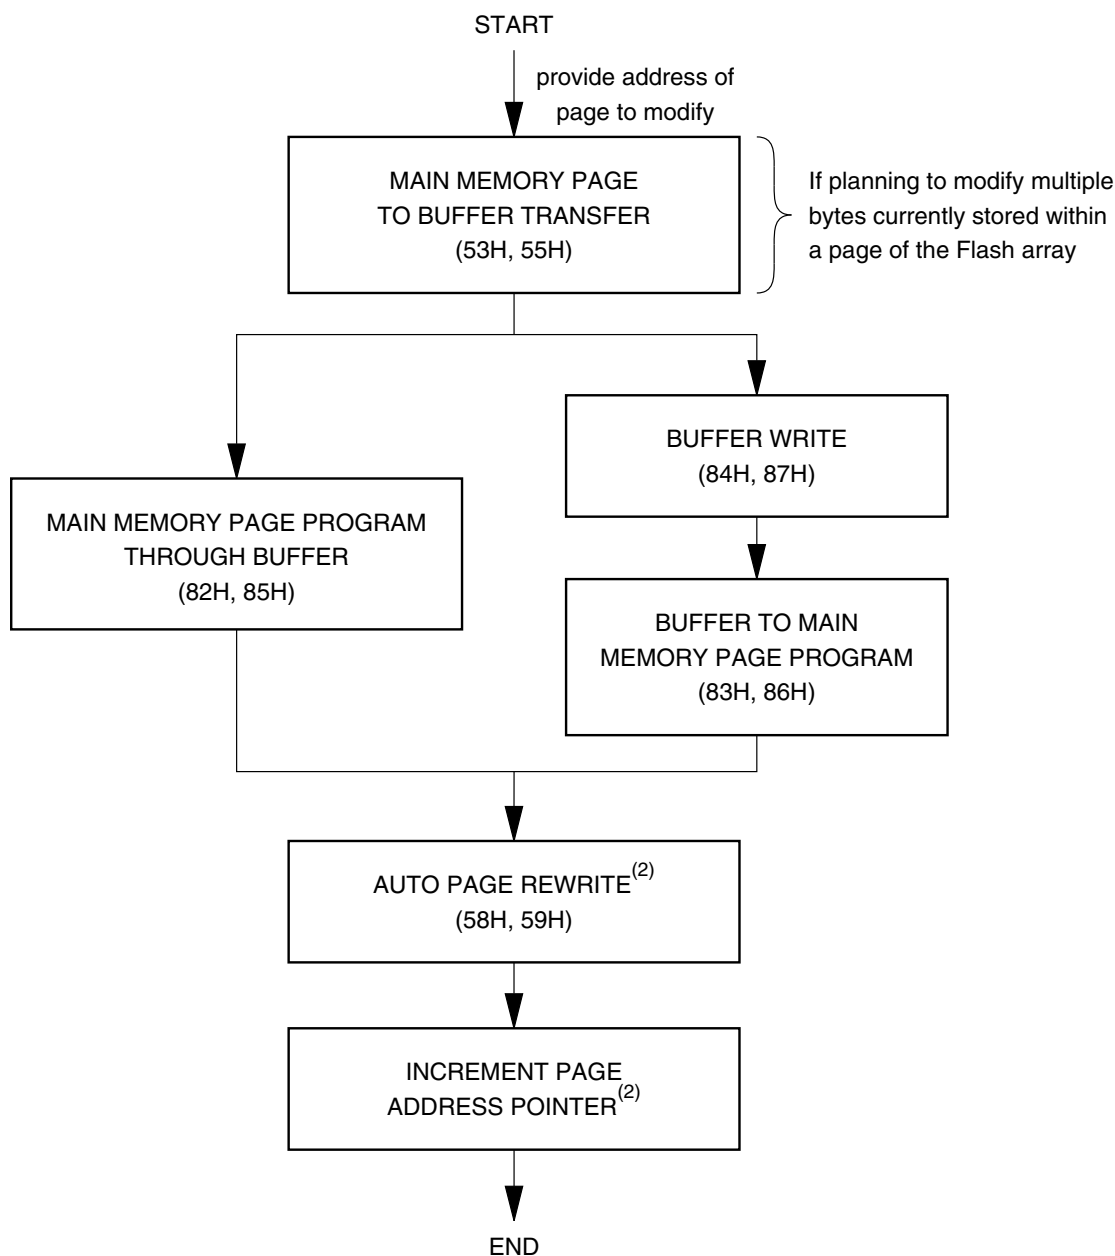 START
provide address of
page to modify
MAIN MEMORY PAGE
TO BUFFER TRANSFER
(53H, 55H)
If planning to modify multiple
bytes currently stored within
a page of the Flash array
BUFFER WRITE
(84H, 87H)
MAIN MEMORY PAGE PROGRAM
THROUGH BUFFER
(82H, 85H)
BUFFER TO MAIN
MEMORY PAGE PROGRAM
(83H, 86H)
AUTO PAGE REWRITE(2)
(58H, 59H)
INCREMENT PAGE
ADDRESS POINTER(2)
END